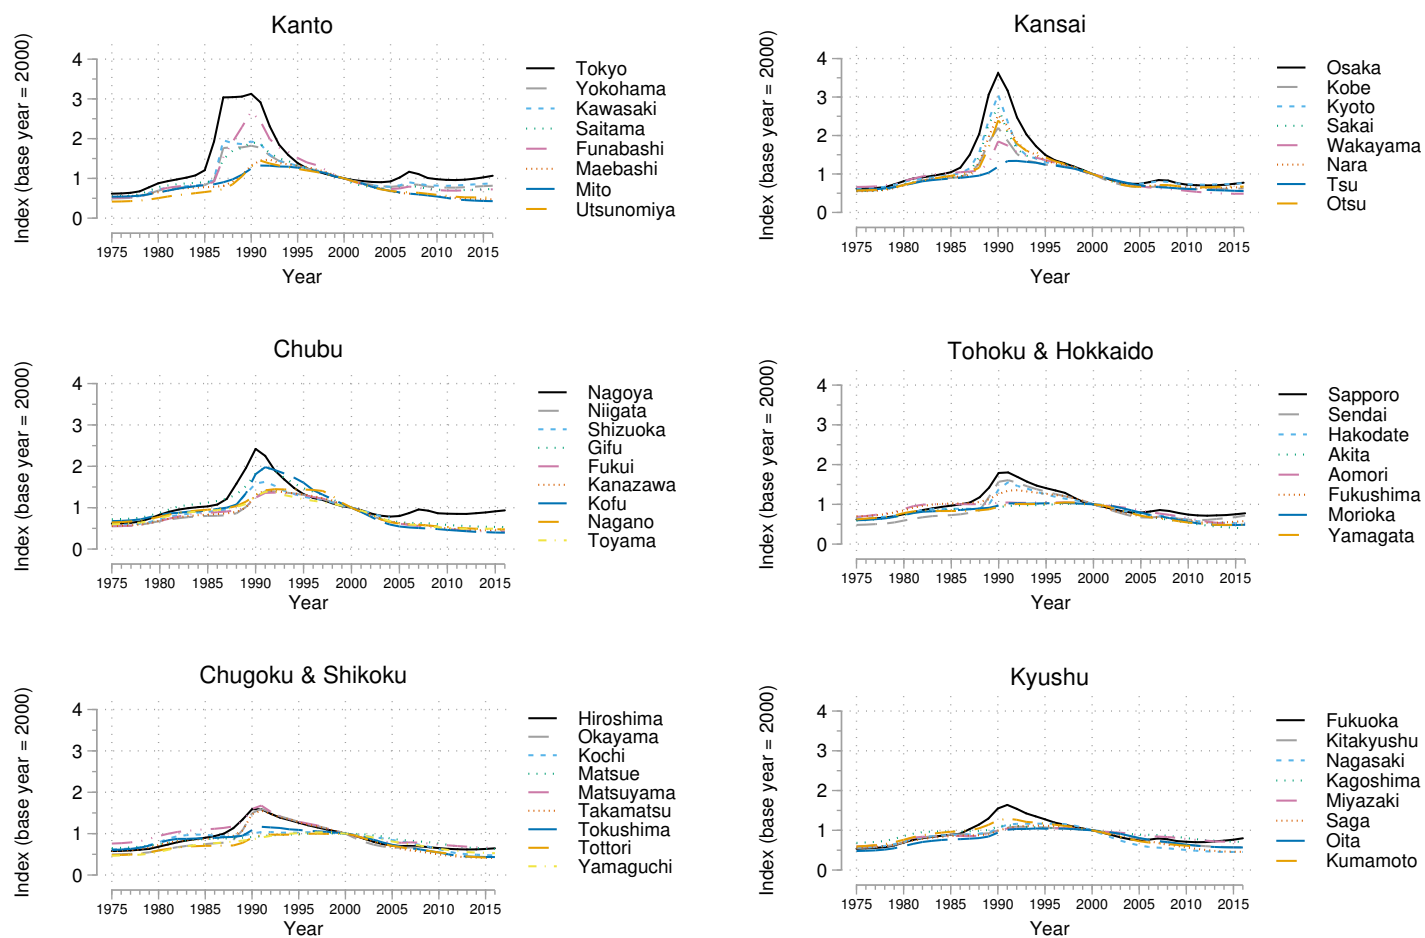 Kanto
Index (base year = 2000)
4
3
2
1
0
1975 1980 1985 1990 1995 2000 2005 2010 2015
Year
Tokyo
Yokohama
Kawasaki
Saitama
Funabashi
Maebashi
Mito
Utsunomiya
Kansai
Index (base year = 2000)
4
3
2
1
0
1975 1980 1985 1990 1995 2000 2005 2010 2015
Year
Osaka
Kobe
Kyoto
Sakai
Wakayama
Nara
Tsu
Otsu
Chubu
Index (base year = 2000)
4
3
2
1
0
1975 1980 1985 1990 1995 2000 2005 2010 2015
Year
Nagoya
Niigata
Shizuoka
Gifu
Fukui
Kanazawa
Kofu
Nagano
Toyama
Tohoku & Hokkaido
Index (base year = 2000)
4
3
2
1
0
1975 1980 1985 1990 1995 2000 2005 2010 2015
Year
Sapporo
Sendai
Hakodate
Akita
Aomori
Fukushima
Morioka
Yamagata
Chugoku & Shikoku
Index (base year = 2000)
4
3
2
1
0
1975 1980 1985 1990 1995 2000 2005 2010 2015
Year
Hiroshima
Okayama
Kochi
Matsue
Matsuyama
Takamatsu
Tokushima
Tottori
Yamaguchi
Kyushu
Index (base year = 2000)
4
3
2
1
0
1975 1980 1985 1990 1995 2000 2005 2010 2015
Year
Fukuoka
Kitakyushu
Nagasaki
Kagoshima
Miyazaki
Saga
Oita
Kumamoto